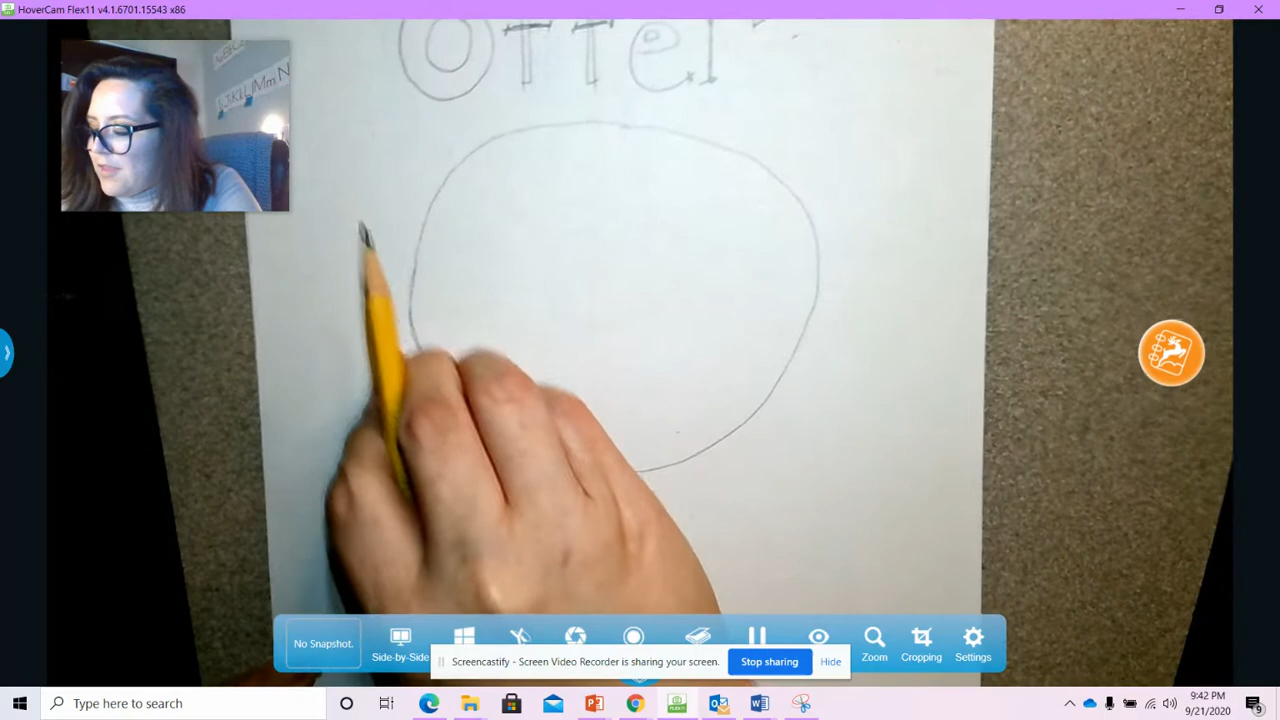 HoverCam Flex11 v4.1.6701.15543 x86
OTTer
No Snapshot.
Side-by-Side
Zoom
Cropping
Settings
Screencastify - Screen Video Recorder is sharing your screen.
Stop sharing
Hide
Type here to search
9:42 PM
9/21/2020
9